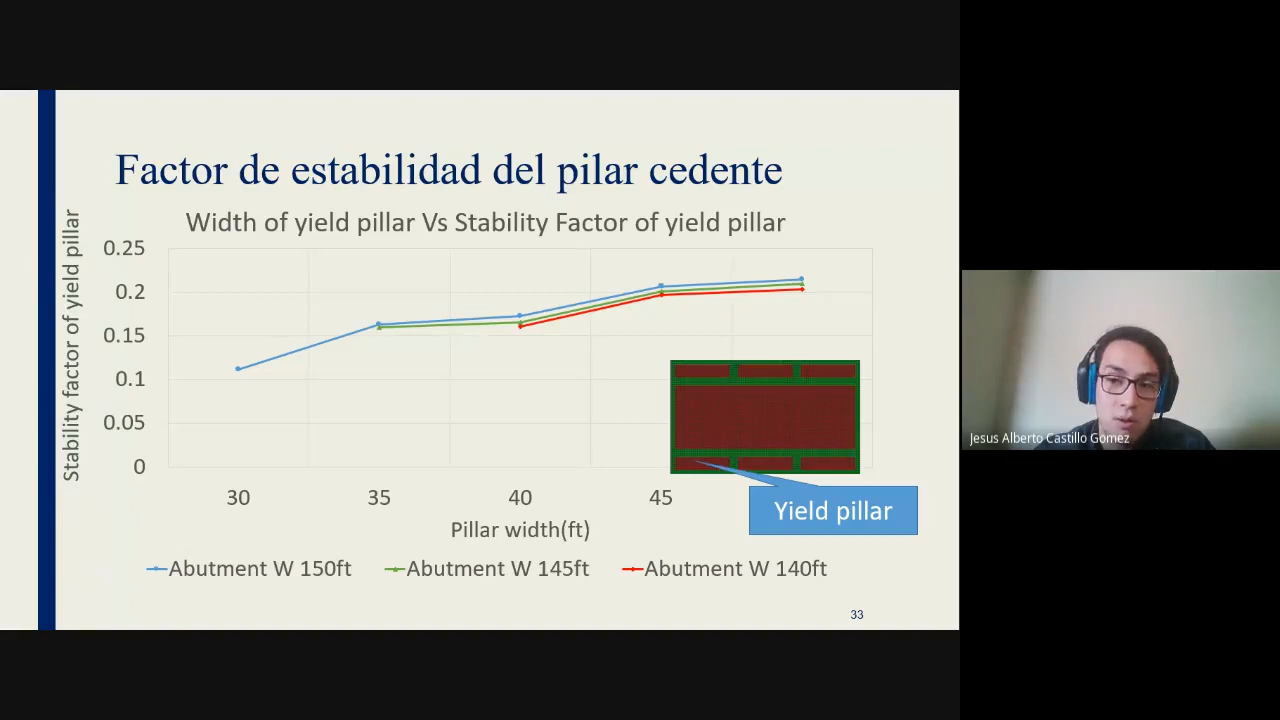 Factor de estabilidad del pilar cedente
Width of yield pillar Vs Stability Factor of yield pillar
Stability factor of yield pillar
0.25
0.2
0.15
0.1
0.05
0
30 35 40 45
Pillar width(ft)
Yield pillar
Abutment W 150ft Abutment W 145ft Abutment W 140ft
33
Jesus Alberto Castillo Gomez